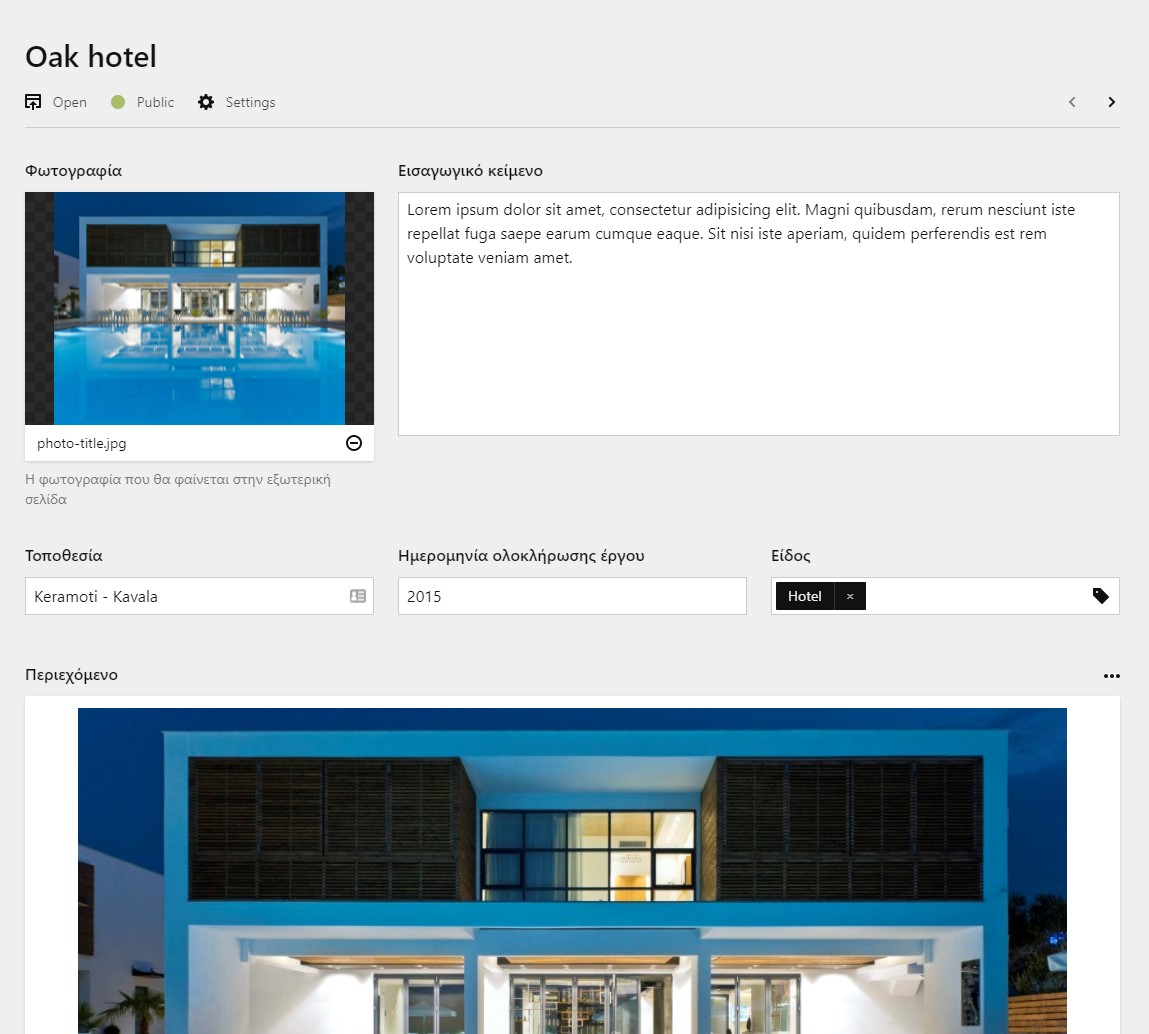 Oak hotel
Open
Public
Settings
Φωτογραφία
photo-title.jpg
Η φωτογραφία που θα φαίνεται στην εξωτερική
σελίδα
Εισαγωγικό κείμενο
Lorem ipsum dolor sit amet, consectetur adipisicing elit. Magni quibusdam, rerum nesciunt iste
repellat fuga saepe earum cumque eaque. Sit nisi iste aperiam, quidem perferendis est rem
voluptate veniam amet.
Τοποθεσία
Keramoti - Kavala
Ημερομηνία ολοκλήρωσης έργου
2015
Είδος
Hotel ×
Περιεχόμενο